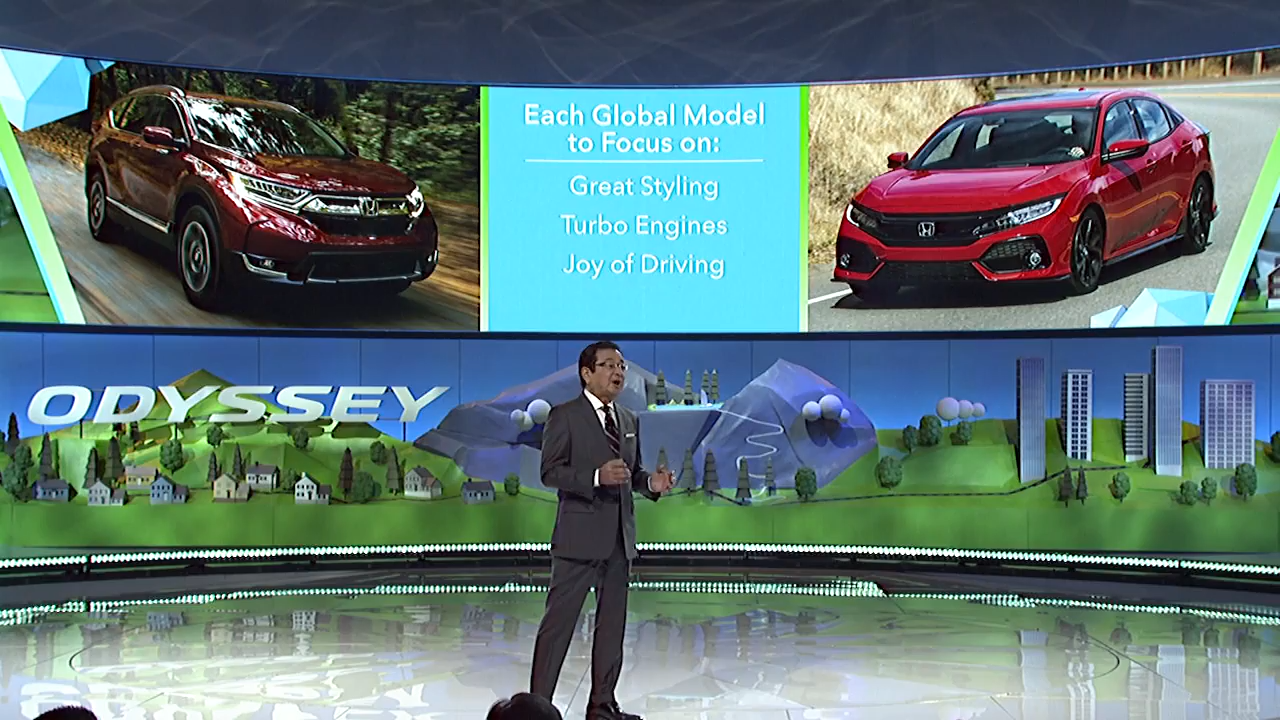 Each Global Model
to Focus on:
Great Styling
Turbo Engines
Joy of Driving
ODYSSEY